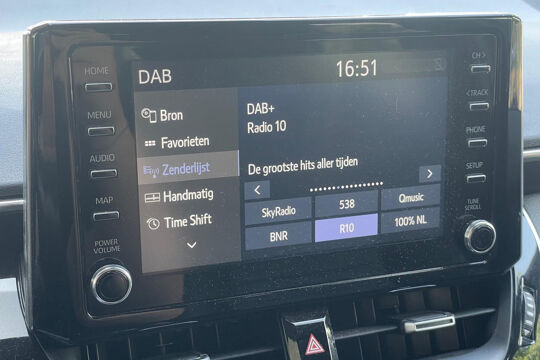 HOME
MENU
AUDIO
MAP
POWER
VOLUME
DAB
16:51
Bron
Favorieten
Zenderlijst
Handmatig
Time Shift
DAB+
Radio 10
De grootste hits aller tijden
< >
SkyRadio 538 Qmusic
BNR R10 100% NL
CH >
< TRACK
PHONE
SETUP
TUNE
SCROLL